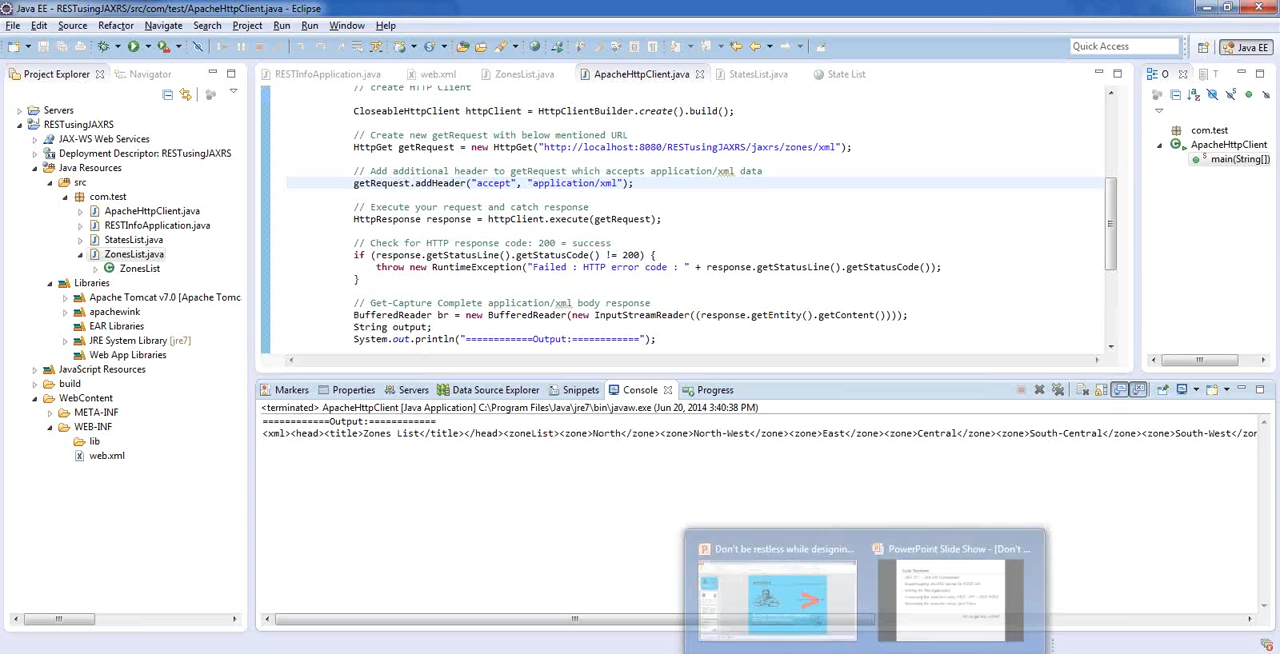 Java EE - RESTusingJAXRS/src/com/test/ApacheHttpClient.java - Eclipse
File Edit Source Refactor Navigate Search Project Run Run Window Help
Quick Access
Java EE
Project Explorer
Navigator
Servers
RESTusingJAXRS
JAX-WS Web Services
Deployment Descriptor: RESTusingJAXRS
Java Resources
src
com.test
ApacheHttpClient.java
RESTInfoApplication.java
StatesList.java
ZonesList.java
ZonesList
Libraries
Apache Tomcat v7.0 [Apache Tomc
apachewink
EAR Libraries
JRE System Library [jre7]
Web App Libraries
JavaScript Resources
build
WebContent
META-INF
WEB-INF
lib
web.xml
RESTInfoApplication.java
web.xml
ZonesList.java
ApacheHttpClient.java
StatesList.java
State List
// create HTTP Client
CloseableHttpClient httpClient = HttpClientBuilder.create().build();
// Create new getRequest with below mentioned URL
HttpGet getRequest = new HttpGet("http://localhost:8080/RESTusingJAXRS/jaxrs/zones/xml");
// Add additional header to getRequest which accepts application/xml data
getRequest.addHeader("accept", "application/xml");
// Execute your request and catch response
HttpResponse response = httpClient.execute(getRequest);
// Check for HTTP response code: 200 = success
if (response.getStatusLine().getStatusCode() != 200) {
throw new RuntimeException("Failed : HTTP error code : " + response.getStatusLine().getStatusCode());
}
// Get-Capture Complete application/xml body response
BufferedReader br = new BufferedReader(new InputStreamReader((response.getEntity().getContent())));
String output;
System.out.println("============Output:============");
O
T
com.test
ApacheHttpClient
main(String[])
Markers
Properties
Servers
Data Source Explorer
Snippets
Console
Progress
<terminated> ApacheHttpClient [Java Application] C:\Program Files\Java\jre7\bin\javaw.exe (Jun 20, 2014 3:40:38 PM)
============Output:============
<xml><head><title>Zones List</title></head><zoneList><zone>North</zone><zone>North-West</zone><zone>East</zone><zone>Central</zone><zone>South-Central</zone><zone>South-West</zon
Don't be restless while designin...
PowerPoint Slide Show - [Don't ...